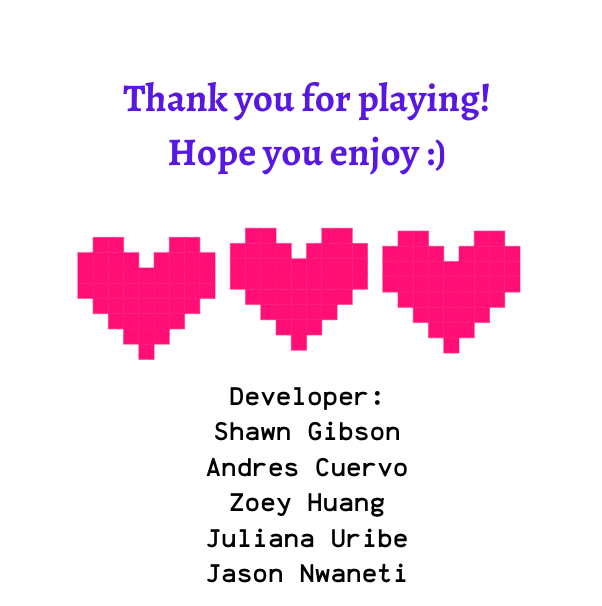 Thank you for playing!
Hope you enjoy :)
Developer:
Shawn Gibson
Andres Cuervo
Zoey Huang
Juliana Uribe
Jason Nwaneti